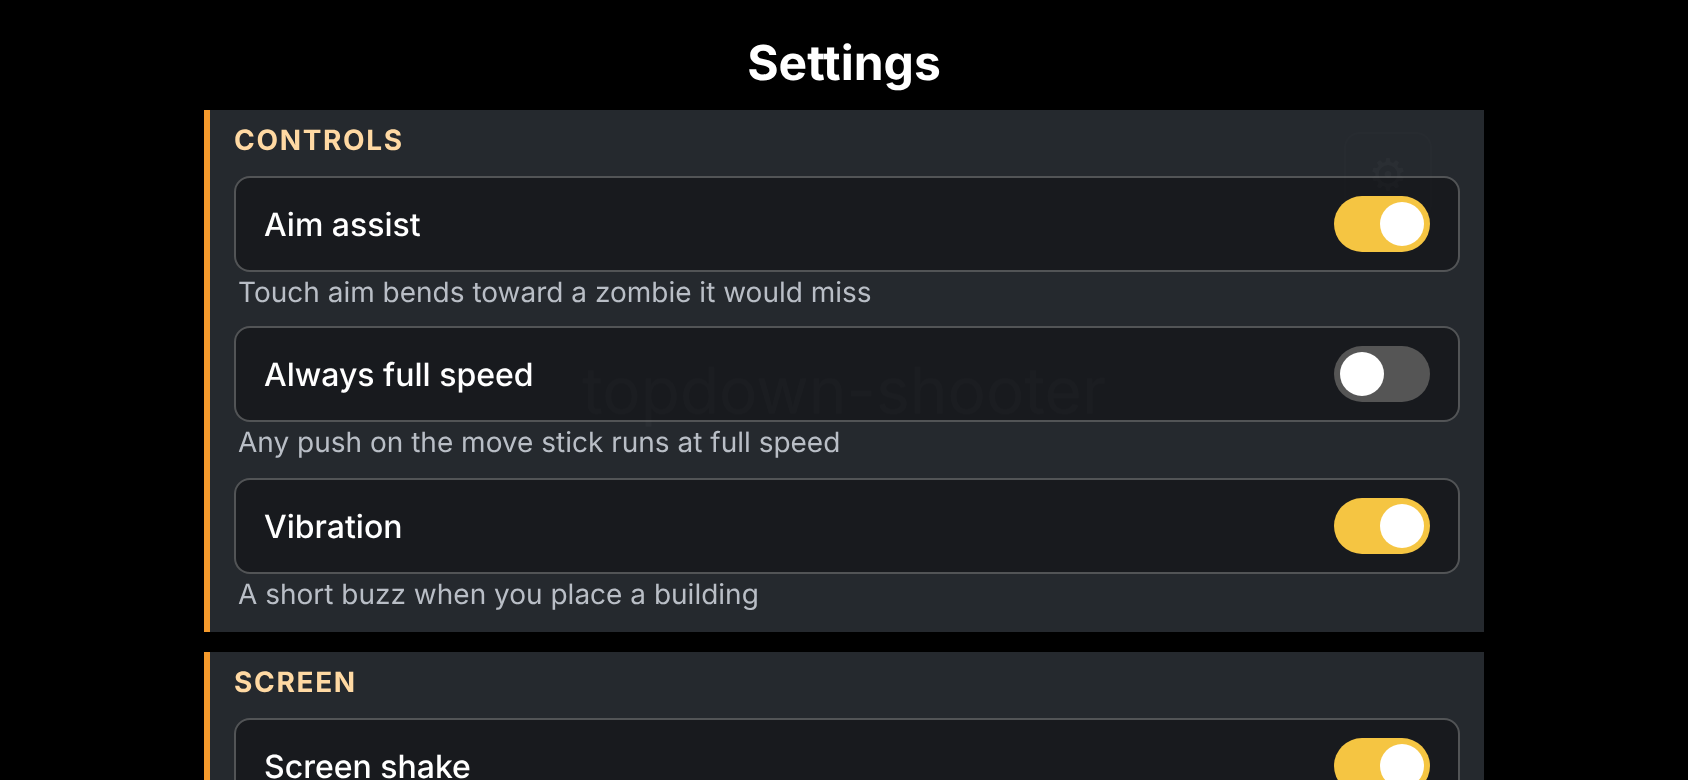 Settings
CONTROLS
Aim assist
Touch aim bends toward a zombie it would miss
Always full speed
topdown-shooter
Any push on the move stick runs at full speed
Vibration
A short buzz when you place a building
SCREEN
Screen shake